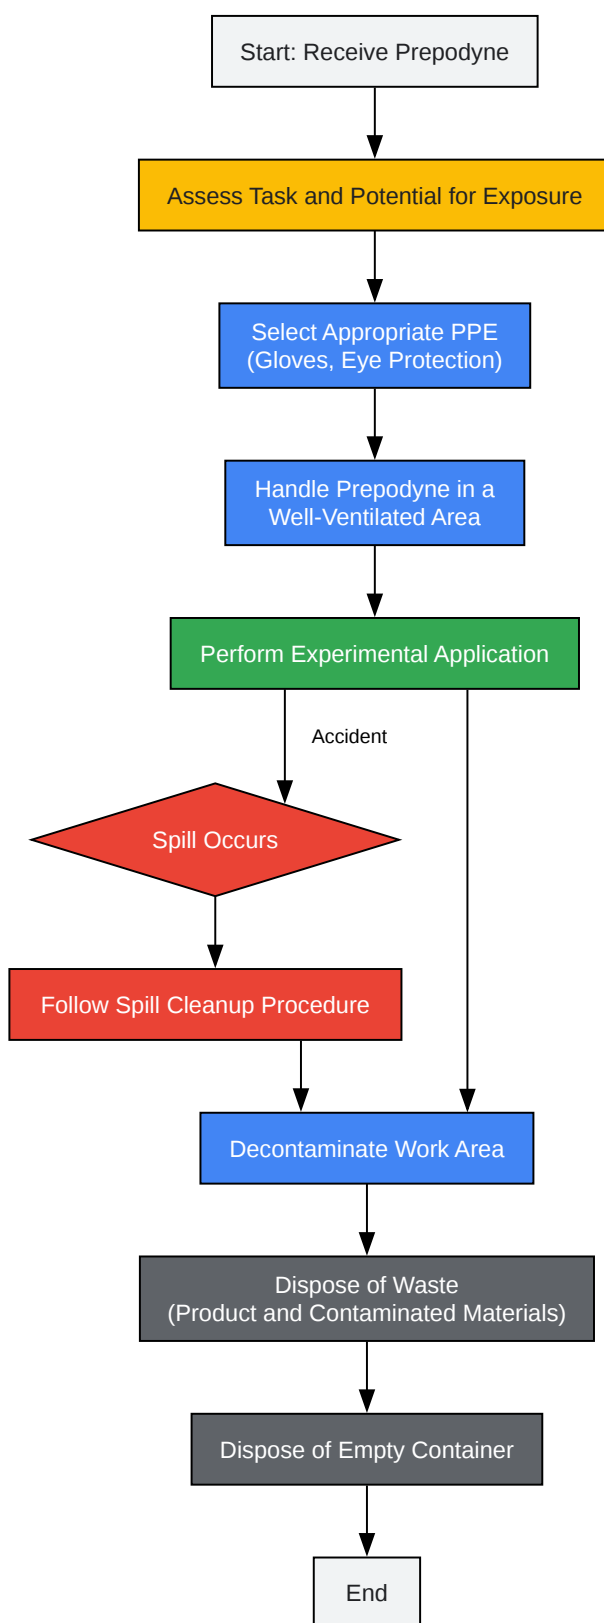 Start: Receive Prepodyne
Assess Task and Potential for Exposure
Select Appropriate PPE
(Gloves, Eye Protection)
Handle Prepodyne in a
Well-Ventilated Area
Perform Experimental Application
Accident
Spill Occurs
Follow Spill Cleanup Procedure
Decontaminate Work Area
Dispose of Waste
(Product and Contaminated Materials)
Dispose of Empty Container
End